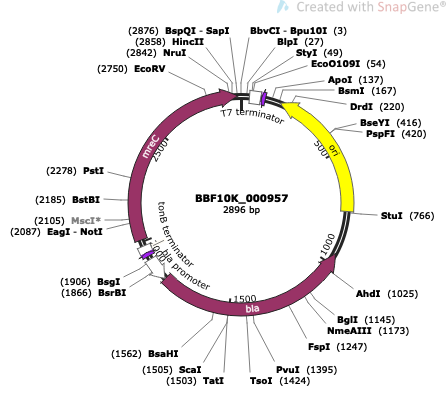 Created with SnapGene®
(2876) BspQI - SapI
BbvCI - Bpu10I (3)
(2858) HincII
BlpI (27)
(2842) NruI
StyI (49)
EcoO109I (54)
(2750) EcoRV
ApoI (137)
BsmI (167)
DrdI (220)
T7 terminator
BseYI (416)
PspFI (420)
mreC
2500
500
ori
(2278) PstI
(2185) BstBI
BBF10K_000957
2896 bp
(2105) MscI*
StuI (766)
(2087) EagI - NotI
tonB terminator
bla promoter
1000
(1906) BsgI
(1866) BsrBI
AhdI (1025)
1500
bla
BglI (1145)
NmeAIII (1173)
FspI (1247)
(1562) BsaHI
(1505) ScaI
PvuI (1395)
(1503) TatI
TsoI (1424)